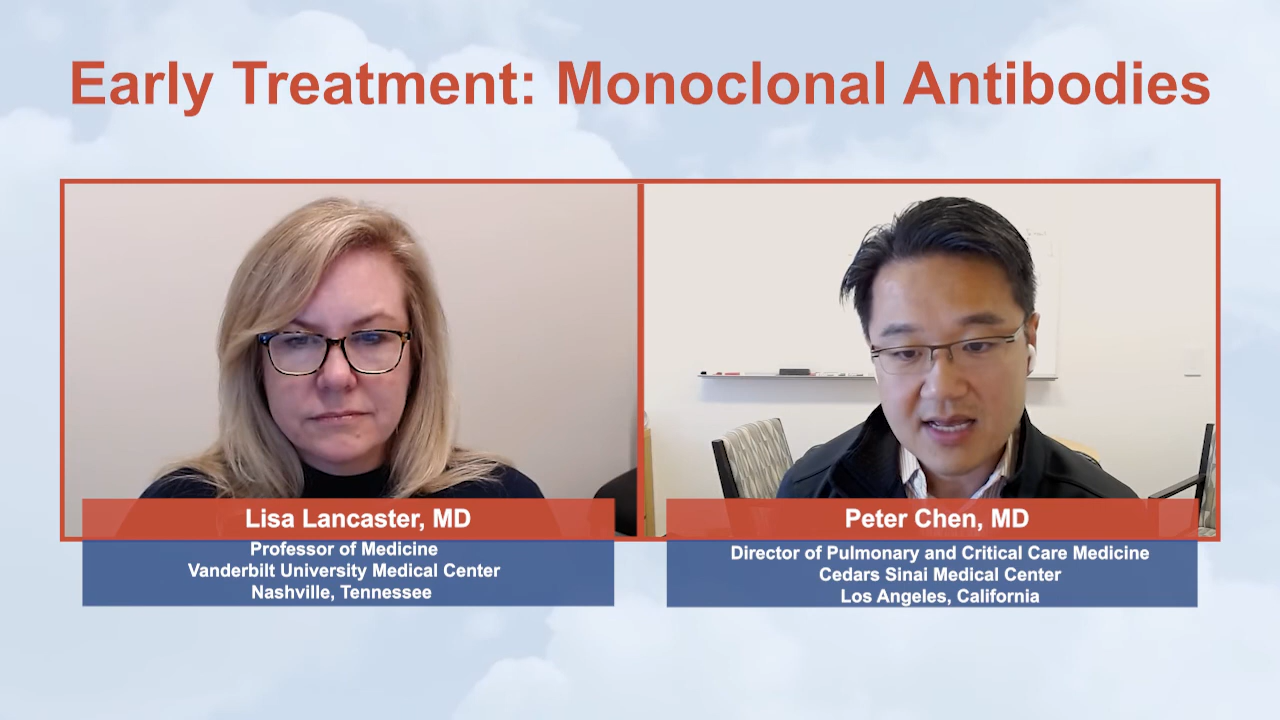 Early Treatment: Monoclonal Antibodies
Lisa Lancaster, MD
Professor of Medicine
Vanderbilt University Medical Center
Nashville, Tennessee
Peter Chen, MD
Director of Pulmonary and Critical Care Medicine
Cedars Sinai Medical Center
Los Angeles, California